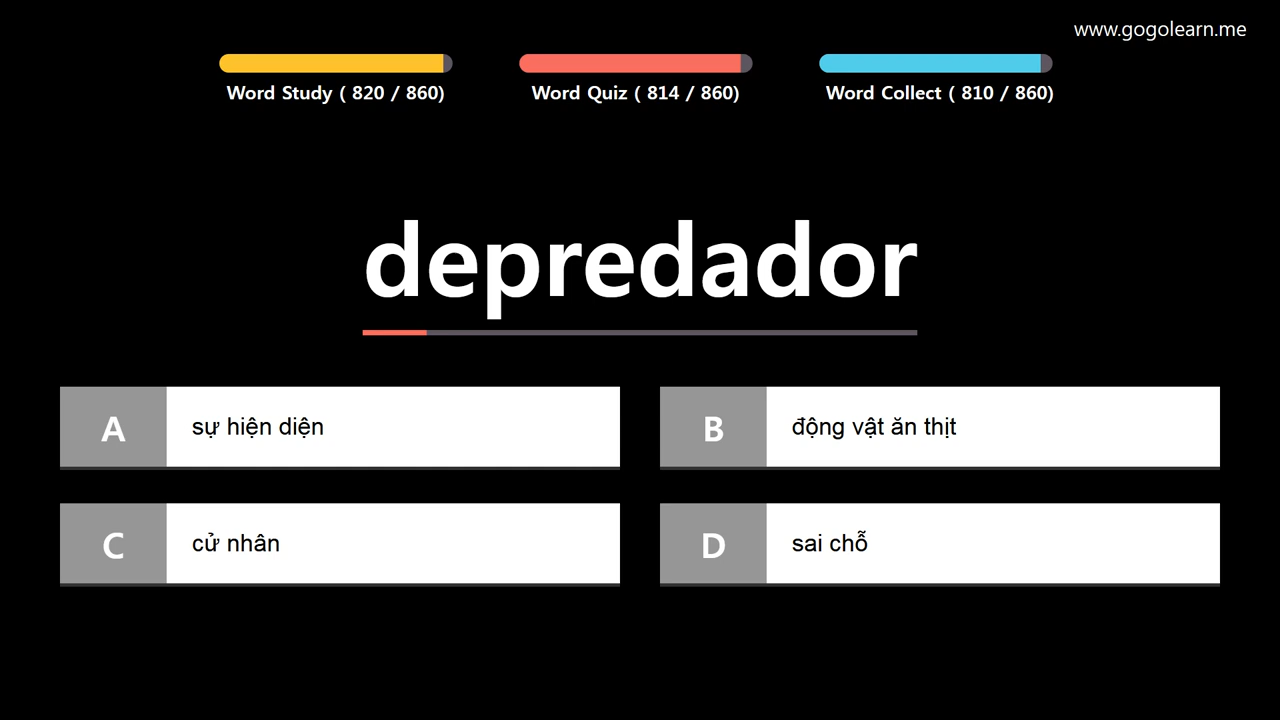 www.gogolearn.me
Word Study ( 820 / 860)
Word Quiz ( 814 / 860)
Word Collect ( 810 / 860)
depredador
A
sự hiện diện
B
động vật ăn thịt
C
cử nhân
D
sai chỗ